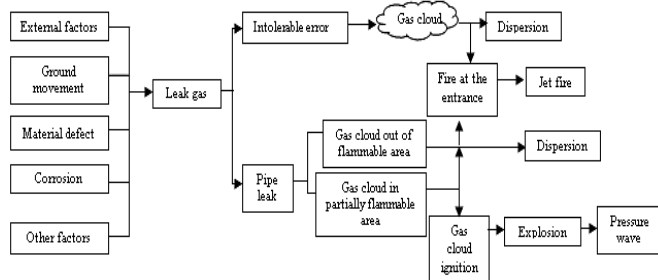 External factors
Ground
movement
Material defect
Corrosion
Other factors
Leak gas
Intolerable error
Gas cloud
Dispersion
Fire at the
entrance
Jet fire
Pipe
leak
Gas cloud out of
flammable area
Gas cloud in
partially flammable
area
Dispersion
Gas
cloud
ignition
Explosion
Pressure
wave